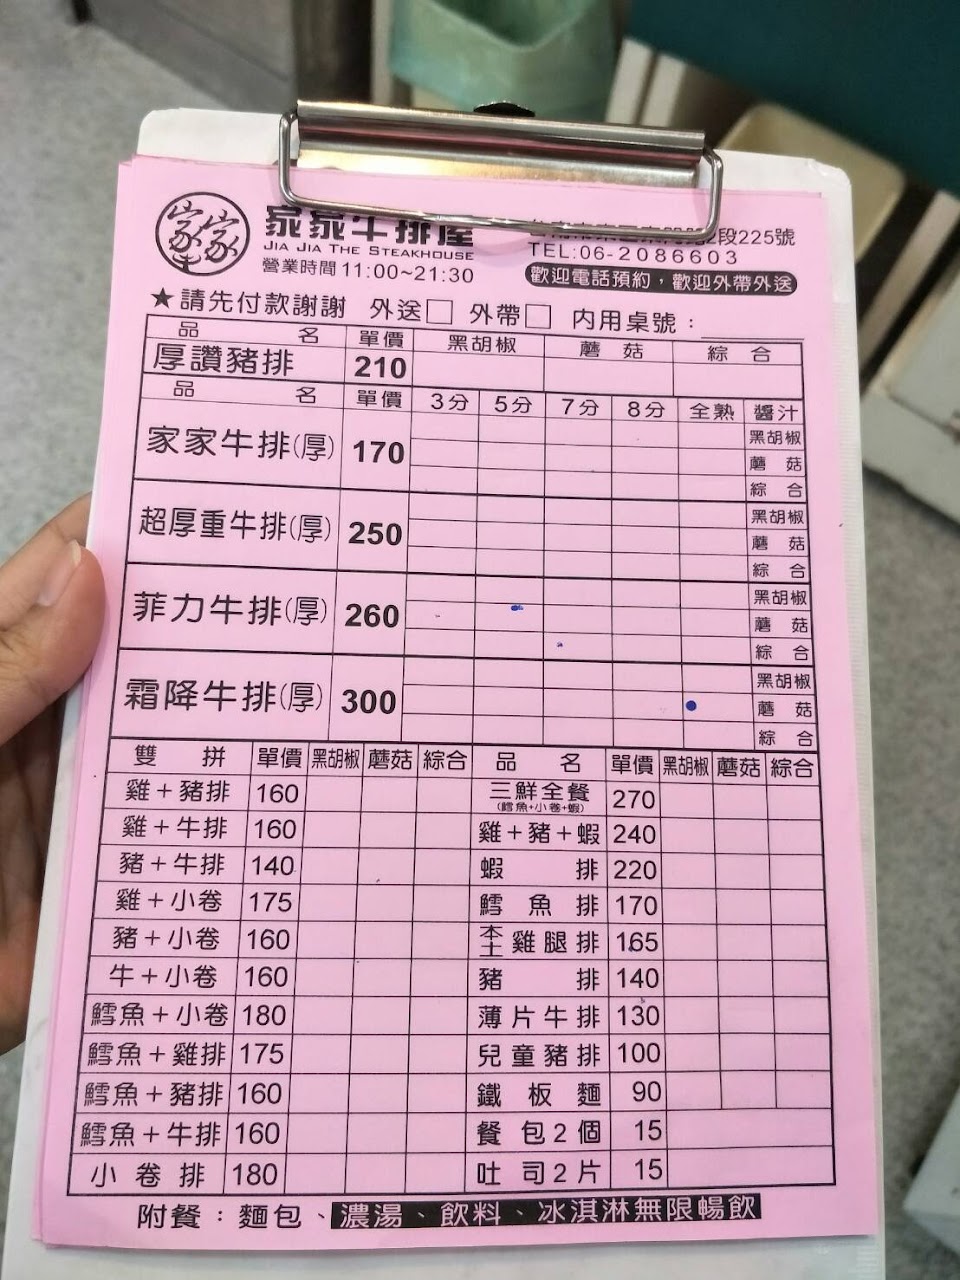 家家 家家牛排屋 2段225號
JIA JIA THE STEAKHOUSE TEL:06-2086603
營業時間11:00~21:30 歡迎電話預約,歡迎外帶外送
★請先付款謝謝 外送□ 外帶□ 內用桌號:
品名 單價 黑胡椒 蘑菇 綜合
厚讚豬排 210
品名 單價 3分 5分 7分 8分 全熟 醬汁
家家牛排(厚) 170 黑胡椒
蘑菇
綜合
超厚重牛排(厚) 250 黑胡椒
蘑菇
綜合
菲力牛排(厚) 260 黑胡椒
蘑菇
綜合
霜降牛排(厚) 300 黑胡椒
蘑菇
綜合
雙拼 單價 黑胡椒 蘑菇 綜合 品名 單價 黑胡椒 蘑菇 綜合
雞+豬排 160 三鮮全餐 270
(鱈魚+小卷+蝦)
雞+牛排 160 雞+豬+蝦 240
豬+牛排 140 蝦排 220
雞+小卷 175 鱈魚排 170
豬+小卷 160 本土雞腿排 165
牛+小卷 160 豬排 140
鱈魚+小卷 180 薄片牛排 130
鱈魚+雞排 175 兒童豬排 100
鱈魚+豬排 160 鐵板麵 90
鱈魚+牛排 160 餐包2個 15
小卷排 180 吐司2片 15
附餐:麵包、濃湯、飲料、冰淇淋無限暢飲